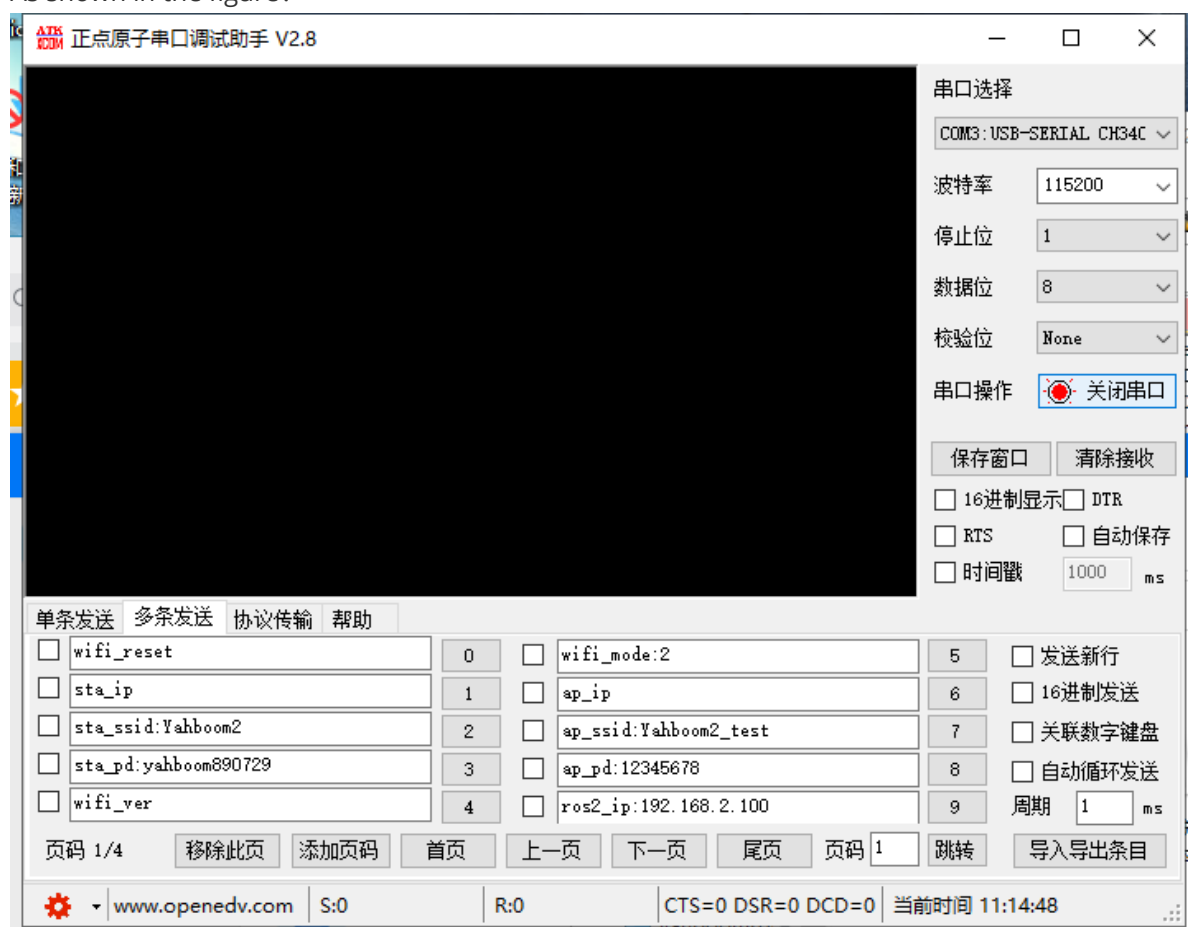 ATK
XCOM 正点原子串口调试助手 V2.8
串口选择
COM3:USB-SERIAL CH34C
波特率 115200
停止位 1
数据位 8
校验位 None
串口操作 关闭串口
保存窗口 清除接收
16进制显示 DTR
RTS 自动保存
时间戳 1000 ms
单条发送 多条发送 协议传输 帮助
wifi_reset 0 wifi_mode:2 5 发送新行
sta_ip 1 ap_ip 6 16进制发送
sta_ssid:Yahboom2 2 ap_ssid:Yahboom2_test 7 关联数字键盘
sta_pd:yahboom890729 3 ap_pd:12345678 8 自动循环发送
wifi_ver 4 ros2_ip:192.168.2.100 9 周期 1 ms
页码 1/4 移除此页 添加页码 首页 上一页 下一页 尾页 页码 1 跳转 导入导出条目
www.openedv.com S:0 R:0 CTS=0 DSR=0 DCD=0 当前时间 11:14:48